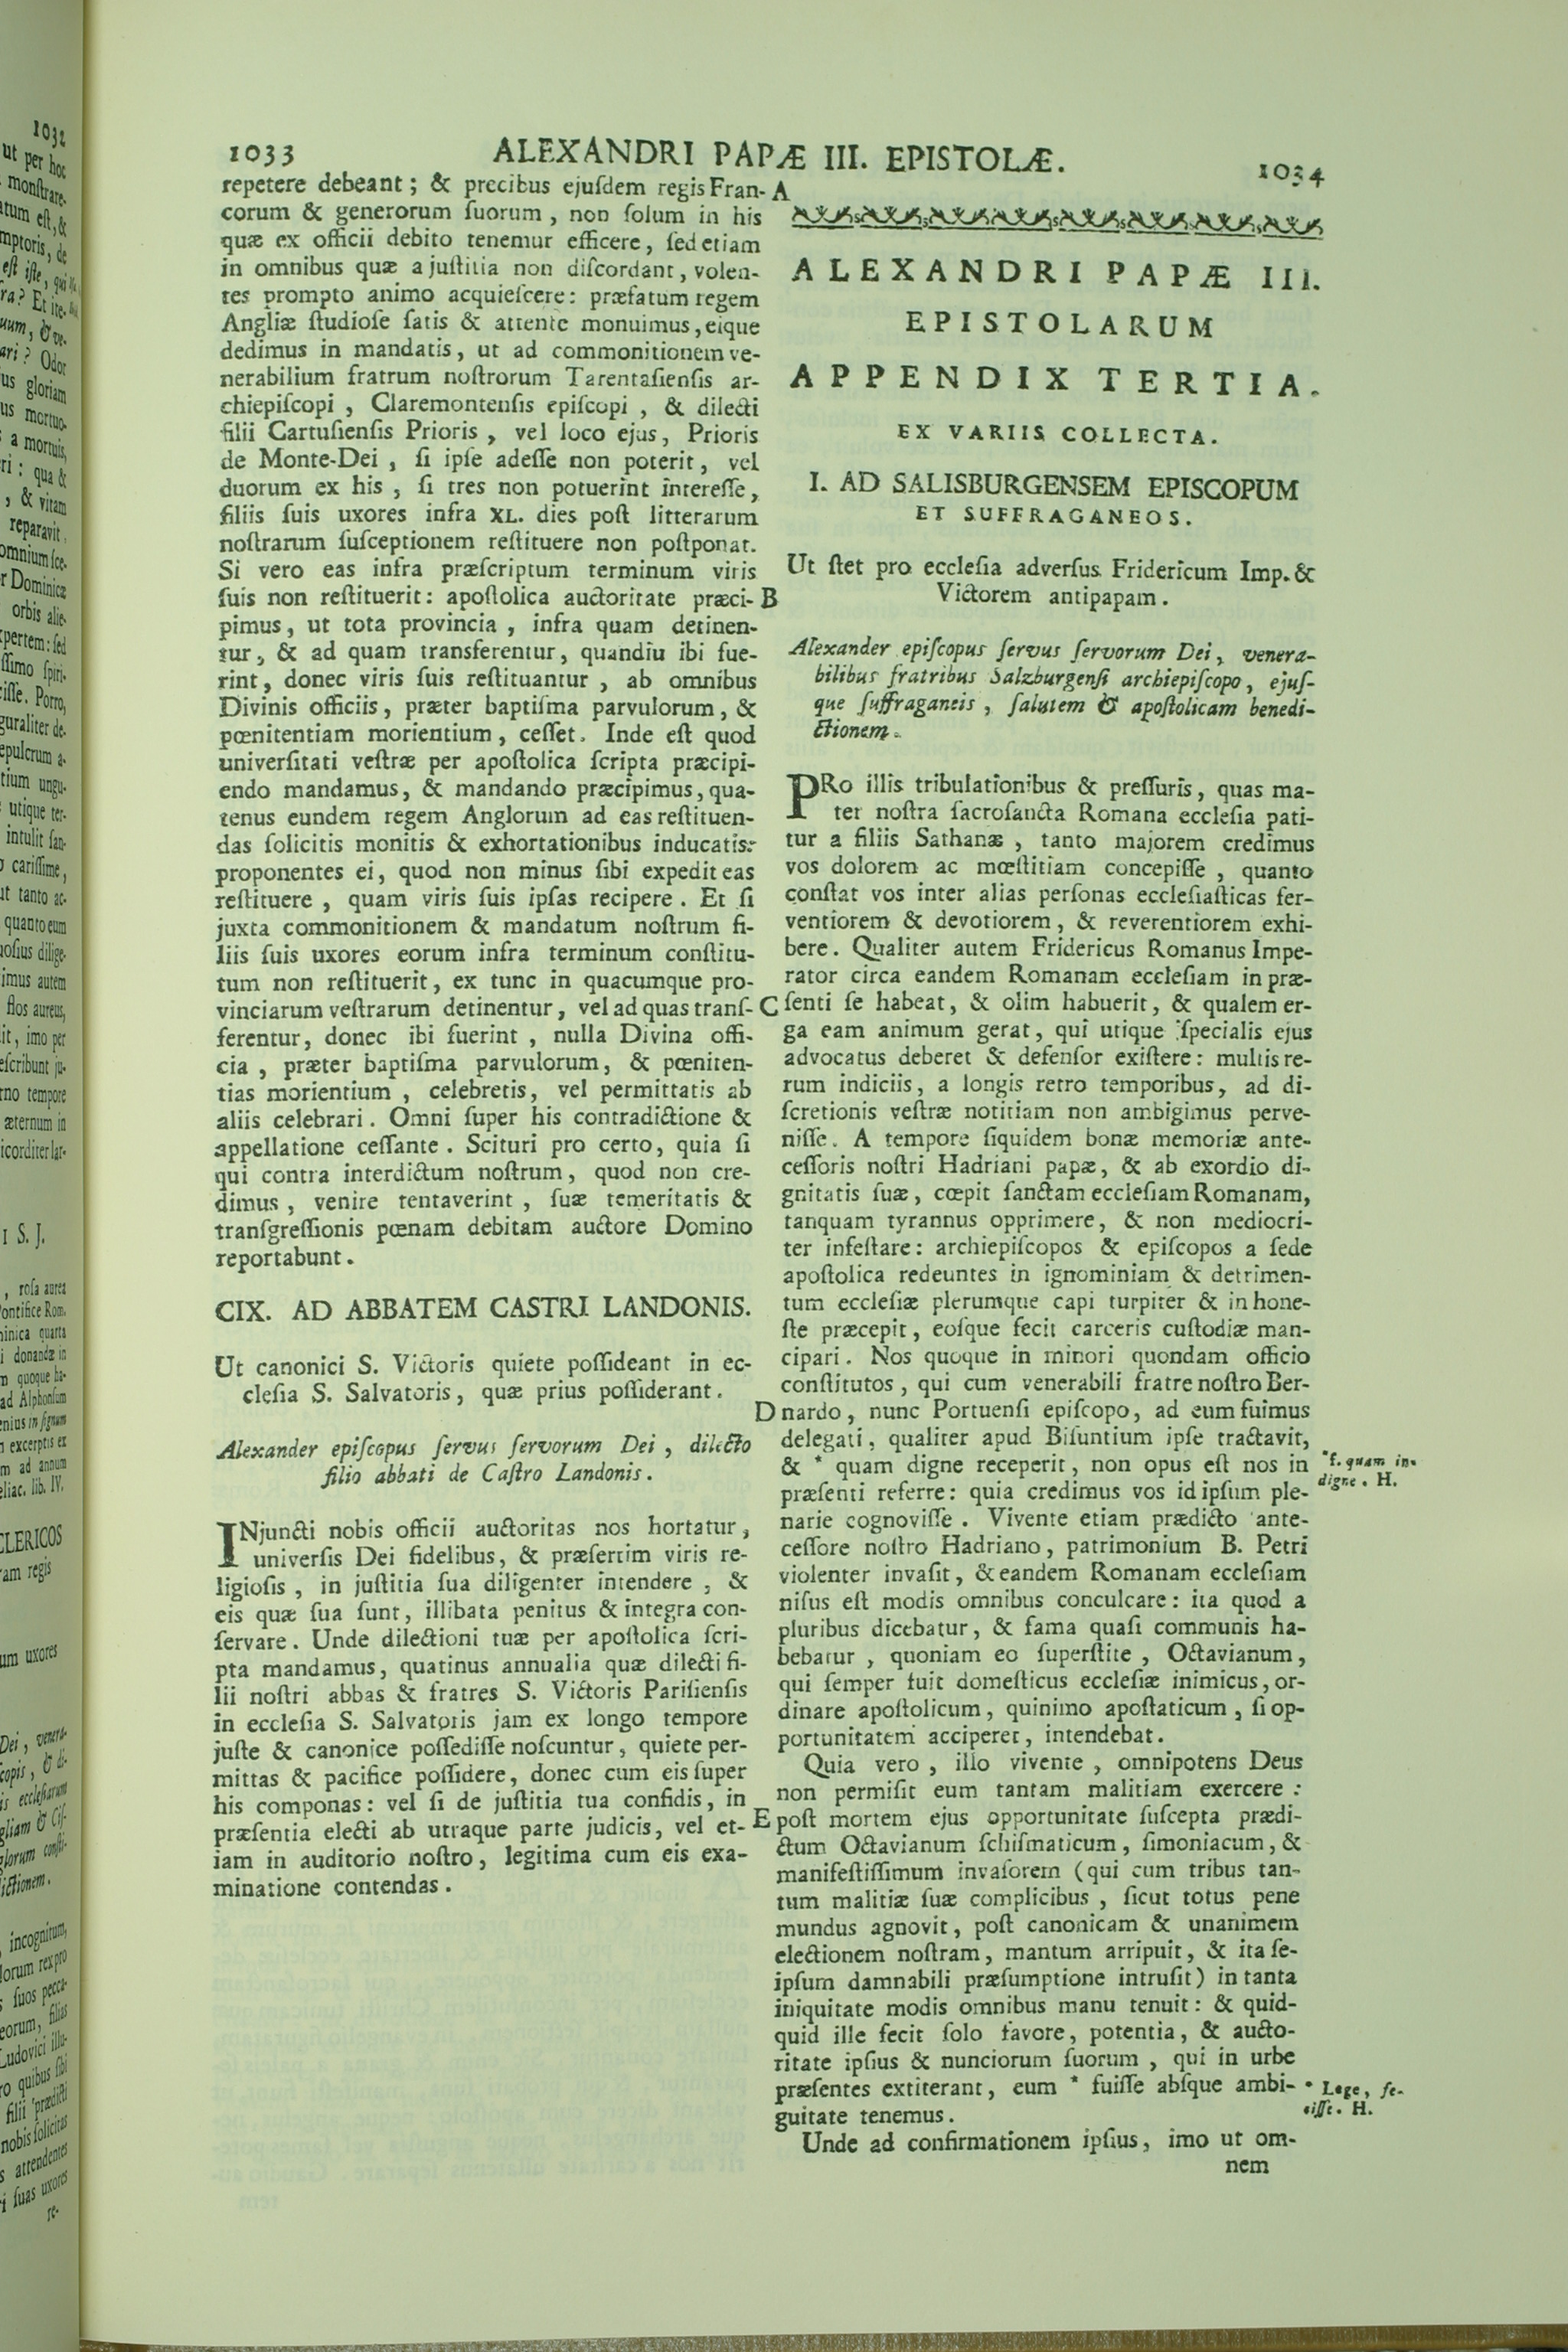 1033
ALEXANDRI PAPÆ III. EPISTOLÆ.
1034
repetere debeant; & precibus ejuſdem regis Fran-
corum & generorum ſuorum, non ſolum in his
quæ ex officii debito tenemur efficere, ſed etiam
in omnibus quæ a juſtitia non diſcordant, volen-
tes prompto animo acquieſcere: præfatum regem
Angliæ ſtudioſe ſatis & attente monuimus, eique
dedimus in mandatis, ut ad commonitionem ve-
nerabilium fratrum noſtrorum Tarentaſienſis ar-
chiepiſcopi, Claremontenſis epiſcopi, & dilecti
filii Cartuſienſis Prioris, vel loco ejus, Prioris
de Monte-Dei, ſi ipſe adeſſe non poterit, vel
duorum ex his, ſi tres non potuerint intereſſe,
filiis ſuis uxores infra XL. dies poſt litterarum
noſtrarum ſuſceptionem reſtituere non poſtponat.
Si vero eas infra præſcriptum terminum viris
ſuis non reſtituerit: apoſtolica auctoritate præci-
pimus, ut tota provincia, infra quam detinen-
tur, & ad quam transferentur, quandiu ibi fue-
rint, donec viris ſuis reſtituantur, ab omnibus
Divinis officiis, præter baptiſma parvulorum, &
pœnitentiam morientium, ceſſet. Inde eſt quod
univerſitati veſtræ per apoſtolica ſcripta præcipi-
endo mandamus, & mandando præcipimus, qua-
tenus eundem regem Anglorum ad eas reſtituen-
das ſolicitis monitis & exhortationibus inducatis:
proponentes ei, quod non minus ſibi expedit eas
reſtituere, quam viris ſuis ipſas recipere. Et ſi
juxta commonitionem & mandatum noſtrum fi-
liis ſuis uxores eorum infra terminum conſtitu-
tum non reſtituerit, ex tunc in quacumque pro-
vinciarum veſtrarum detinentur, vel ad quas tranſ-
ferentur, donec ibi fuerint, nulla Divina offi-
cia, præter baptiſma parvulorum, & pœniten-
tias morientium, celebretis, vel permittatis ab
aliis celebrari. Omni ſuper his contradictione &
appellatione ceſſante. Scituri pro certo, quia ſi
qui contra interdictum noſtrum, quod non cre-
dimus, venire tentaverint, ſuæ temeritatis &
tranſgreſſionis pœnam debitam auctore Domino
reportabunt.
CIX. AD ABBATEM CASTRI LANDONIS.
Ut canonici S. Victoris quiete poſſideant in ec-
cleſia S. Salvatoris, quæ prius poſſiderant.
Alexander epiſcopus ſervus ſervorum Dei, dilecto
filio abbati de Caſtro Landonis.
INjuncti nobis officii auctoritas nos hortatur,
univerſis Dei fidelibus, & præſertim viris re-
ligioſis, in juſtitia ſua diligenter intendere, &
eis quæ ſua ſunt, illibata penitus & integra con-
ſervare. Unde dilectioni tuæ per apoſtolica ſcri-
pta mandamus, quatinus annualia quæ dilecti fi-
lii noſtri abbas & fratres S. Victoris Pariſienſis
in eccleſia S. Salvatoris jam ex longo tempore
juſte & canonice poſſediſſe noſcuntur, quiete per-
mittas & pacifice poſſidere, donec cum eis ſuper
his componas: vel ſi de juſtitia tua confidis, in
præſentia electi ab utraque parte judicis, vel et-
iam in auditorio noſtro, legitima cum eis exa-
minatione contendas.
A
B
C
D
E
ALEXANDRI PAPÆ III.
EPISTOLARUM
APPENDIX TERTIA.
EX VARIIS COLLECTA.
I. AD SALISBURGENSEM EPISCOPUM
ET SUFFRAGANEOS.
Ut ſtet pro eccleſia adverſus Fridericum Imp. &
Victorem antipapam.
Alexander epiſcopus ſervus ſervorum Dei, venera-
bilibus fratribus Salzburgenſi archiepiſcopo, ejuſ-
que ſuffraganeis, ſalutem & apoſtolicam benedi-
ctionem.
PRo illis tribulationibus & preſſuris, quas ma-
ter noſtra ſacroſancta Romana eccleſia pati-
tur a filiis Sathanæ, tanto majorem credimus
vos dolorem ac mœſtitiam concepiſſe, quanto
conſtat vos inter alias perſonas eccleſiaſticas fer-
ventiorem & devotiorem, & reverentiorem exhi-
bere. Qualiter autem Fridericus Romanus Impe-
rator circa eandem Romanam eccleſiam in præ-
ſenti ſe habeat, & olim habuerit, & qualem er-
ga eam animum gerat, qui utique ſpecialis ejus
advocatus deberet & defenſor exiſtere: multis re-
rum indiciis, a longis retro temporibus, ad di-
ſcretionis veſtræ notitiam non ambigimus perve-
niſſe. A tempore ſiquidem bonæ memoriæ ante-
ceſſoris noſtri Hadriani papæ, & ab exordio di-
gnitatis ſuæ, cœpit ſanctam eccleſiam Romanam,
tanquam tyrannus opprimere, & non mediocri-
ter infeſtare: archiepiſcopos & epiſcopos a ſede
apoſtolica redeuntes in ignominiam & detrimen-
tum eccleſiæ plerumque capi turpiter & inhone-
ſte præcepit, eoſque fecit carceris cuſtodiæ man-
cipari. Nos quoque in minori quondam officio
conſtitutos, qui cum venerabili fratre noſtro Ber-
nardo, nunc Portuenſi epiſcopo, ad eum fuimus
delegati, qualiter apud Biſuntium ipſe tractavit,
& * quam digne receperit, non opus eſt nos in
præſenti referre: quia credimus vos id ipſum ple-
narie cognoviſſe. Vivente etiam prædicto ante-
ceſſore noſtro Hadriano, patrimonium B. Petri
violenter invaſit, & eandem Romanam eccleſiam
niſus eſt modis omnibus conculcare: ita quod a
pluribus dicebatur, & fama quaſi communis ha-
bebatur, quoniam eo ſuperſtite, Octavianum,
qui ſemper fuit domeſticus eccleſiæ inimicus, or-
dinare apoſtolicum, quinimo apoſtaticum, ſi op-
portunitatem acciperet, intendebat.
Quia vero, illo vivente, omnipotens Deus
non permiſit eum tantam malitiam exercere:
poſt mortem ejus opportunitate ſuſcepta prædi-
ctum Octavianum ſchiſmaticum, ſimoniacum, &
manifeſtiſſimum invaſorem (qui cum tribus tan-
tum malitiæ ſuæ complicibus, ſicut totus pene
mundus agnovit, poſt canonicam & unanimem
electionem noſtram, mantum arripuit, & ita ſe-
ipſum damnabili præſumptione intruſit) in tanta
iniquitate modis omnibus manu tenuit: & quid-
quid ille fecit ſolo favore, potentia, & aucto-
ritate ipſius & nunciorum ſuorum, qui in urbe
præſentes extiterant, eum * fuiſſe abſque ambi-
guitate tenemus.
Unde ad confirmationem ipſius, imo ut om-
nem
* f. quam in-
digne. H.
* Lege, fe-
ciſſe. H.